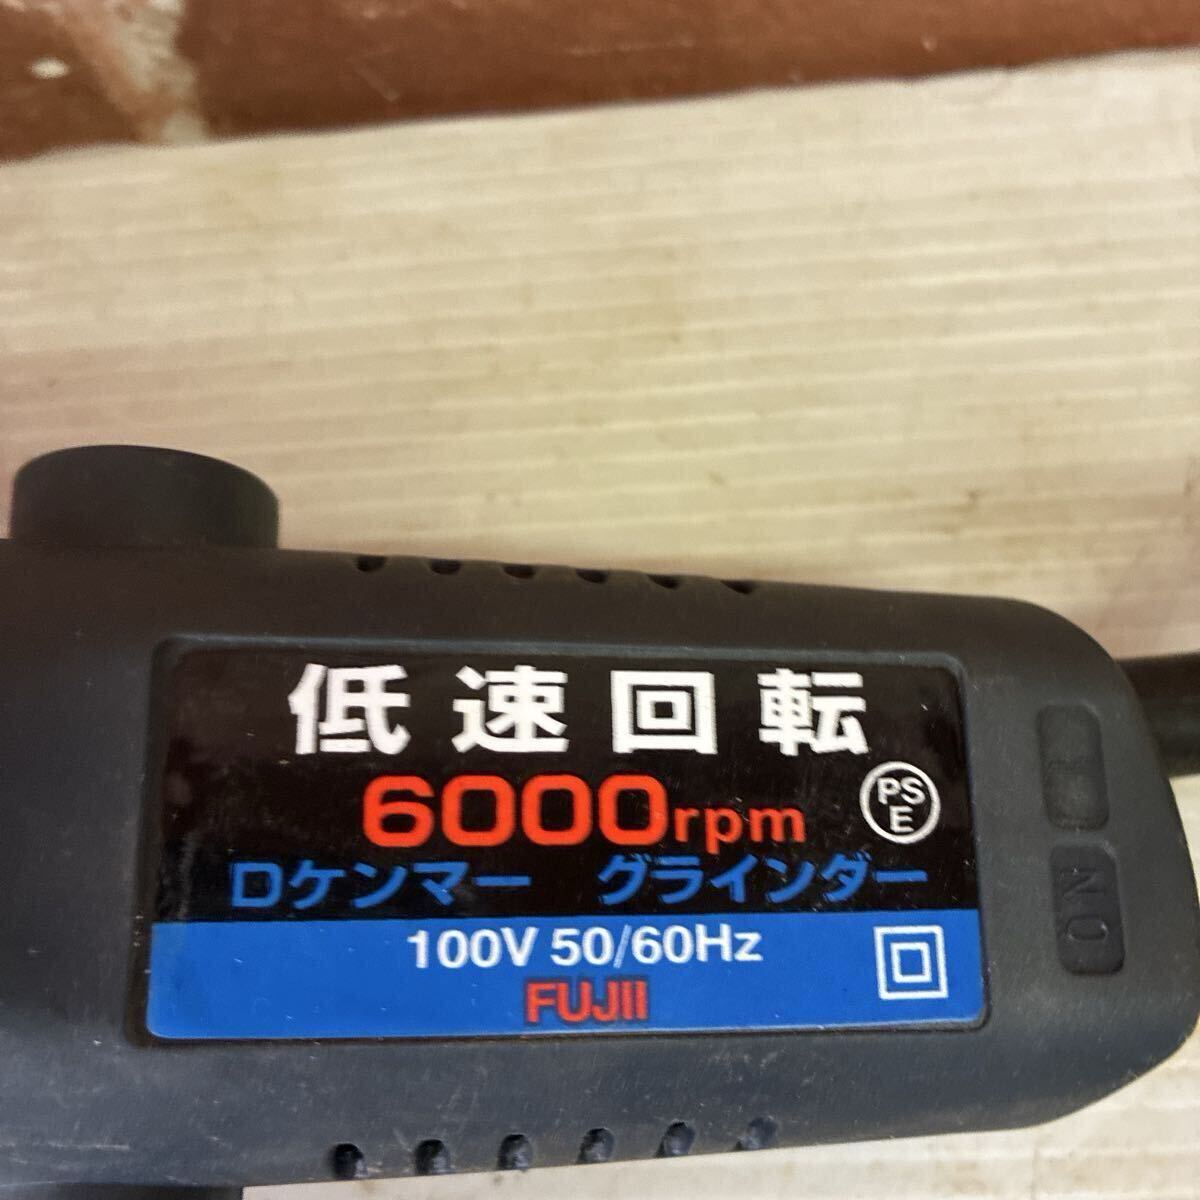 低速回転
6000rpm
PS
E
Dケンマー グラインダー
100V 50/60Hz
FUJII
ON